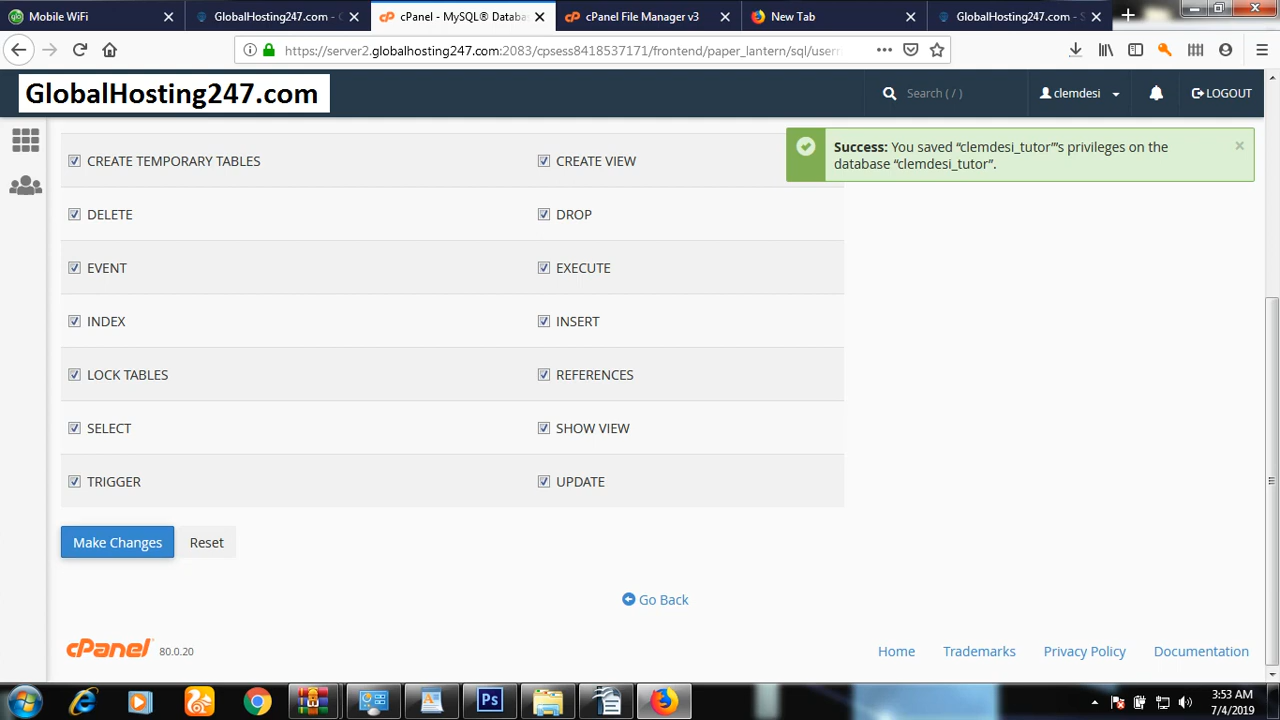 Mobile WiFi
GlobalHosting247.com - C
cPanel - MySQL® Databa
cPanel File Manager v3
New Tab
GlobalHosting247.com - S
https://server2.globalhosting247.com:2083/cpsess8418537171/frontend/paper_lantern/sql/usern
GlobalHosting247.com
Search ( / )
clemdesi
LOGOUT
Success: You saved “clemdesi_tutor”'s privileges on the
database “clemdesi_tutor”.
CREATE TEMPORARY TABLES
CREATE VIEW
DELETE
DROP
EVENT
EXECUTE
INDEX
INSERT
LOCK TABLES
REFERENCES
SELECT
SHOW VIEW
TRIGGER
UPDATE
Make Changes
Reset
Go Back
cPanel 80.0.20
Home
Trademarks
Privacy Policy
Documentation
Ps
3:53 AM
7/4/2019